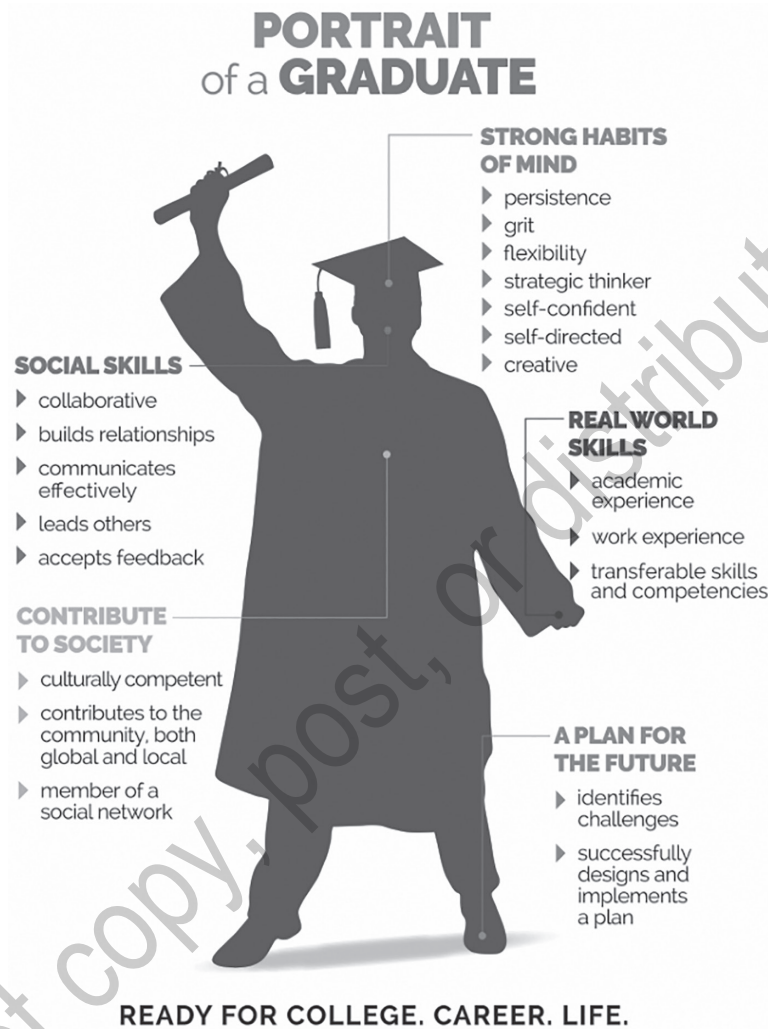 PORTRAIT
of a GRADUATE
STRONG HABITS
OF MIND
persistence
grit
flexibility
strategic thinker
self-confident
self-directed
creative
SOCIAL SKILLS
collaborative
builds relationships
communicates
effectively
leads others
accepts feedback
REAL WORLD
SKILLS
academic
experience
work experience
transferable skills
and competencies
CONTRIBUTE
TO SOCIETY
culturally competent
contributes to the
community, both
global and local
member of a
social network
A PLAN FOR
THE FUTURE
identifies
challenges
successfully
designs and
implements
a plan
READY FOR COLLEGE. CAREER. LIFE.
copy, post, or